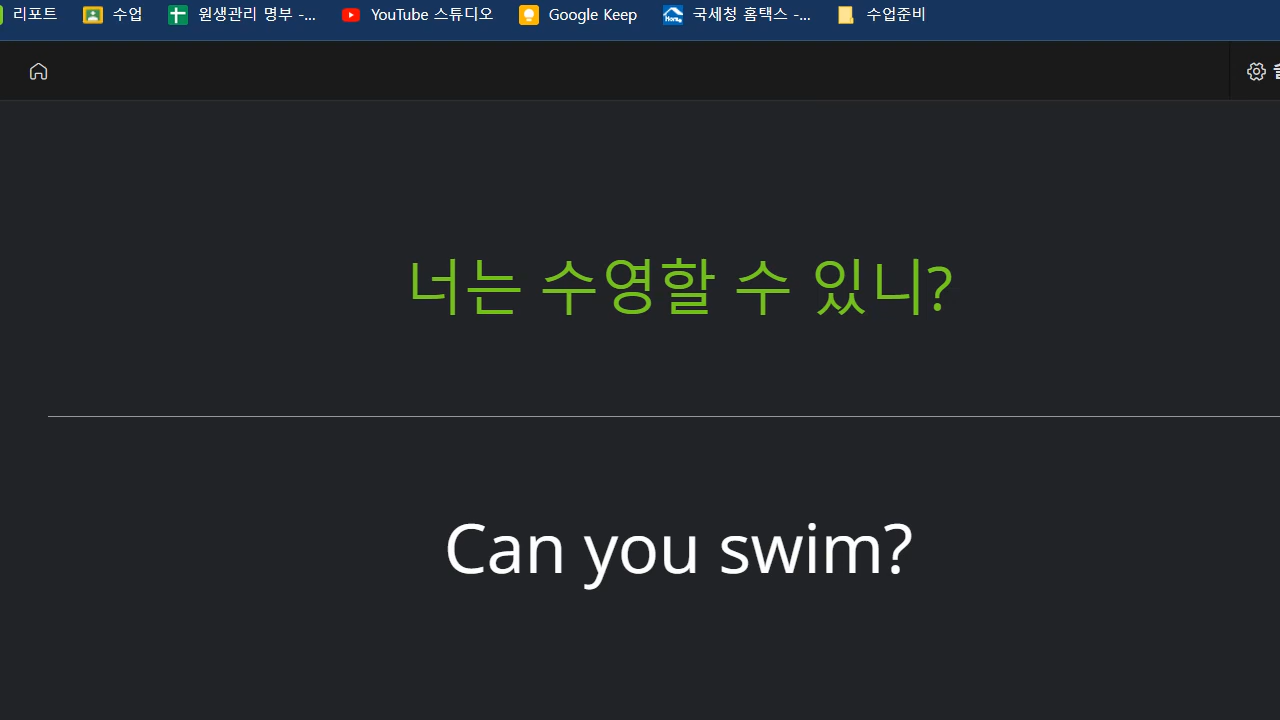 리포트 수업 원생관리 명부 -... YouTube 스튜디오 Google Keep 국세청 홈택스 -... 수업준비
너는 수영할 수 있니?
Can you swim?